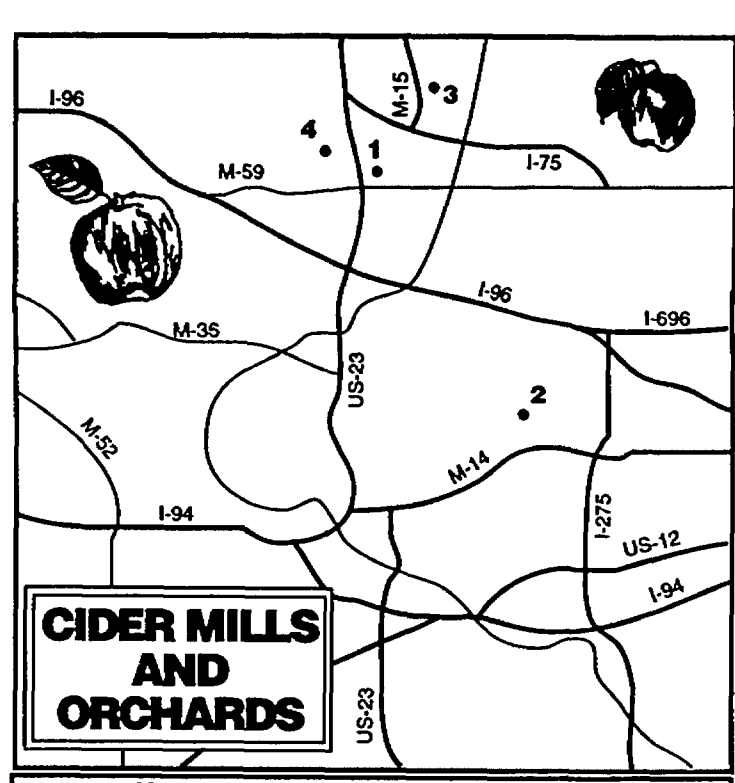 I-96
M-15
3
4
1
M-59
I-75
I-96
I-696
M-35
US-23
2
M-52
M-14
I-94
I-275
US-12
I-94
CIDER MILLS
AND
ORCHARDS
US-23